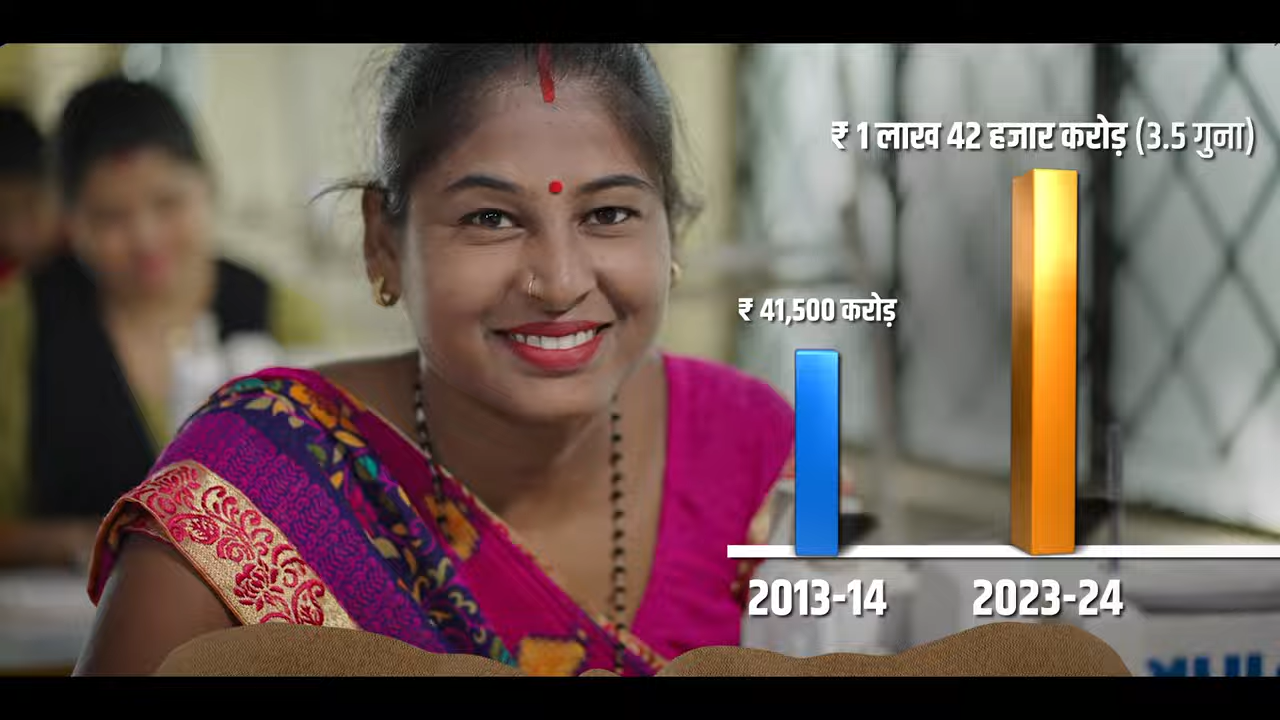 ₹ 1 लाख 42 हजार करोड़ (3.5 गुना)
₹ 41,500 करोड़
2013-14
2023-24